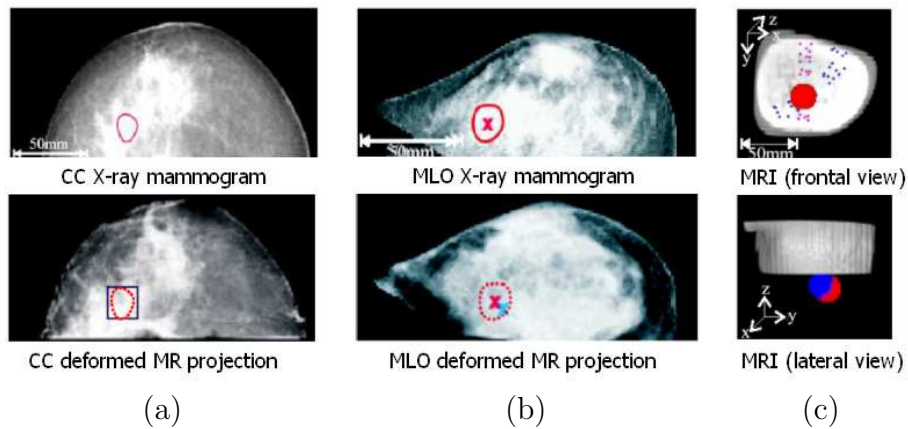 z
x
y
50mm
50mm
50mm
CC X-ray mammogram
MLO X-ray mammogram
MRI (frontal view)
x
x
z
y
x
CC deformed MR projection
MLO deformed MR projection
MRI (lateral view)
(a)
(b)
(c)